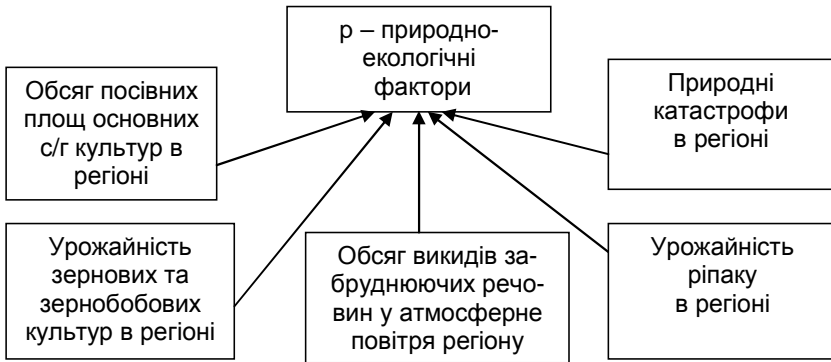 р – природно-
екологічні
фактори
Обсяг посівних
площ основних
с/г культур в
регіоні
Природні
катастрофи
в регіоні
Урожайність
зернових та
зернобобових
культур в регіоні
Обсяг викидів за-
бруднюючих речо-
вин у атмосферне
повітря регіону
Урожайність
ріпаку
в регіоні